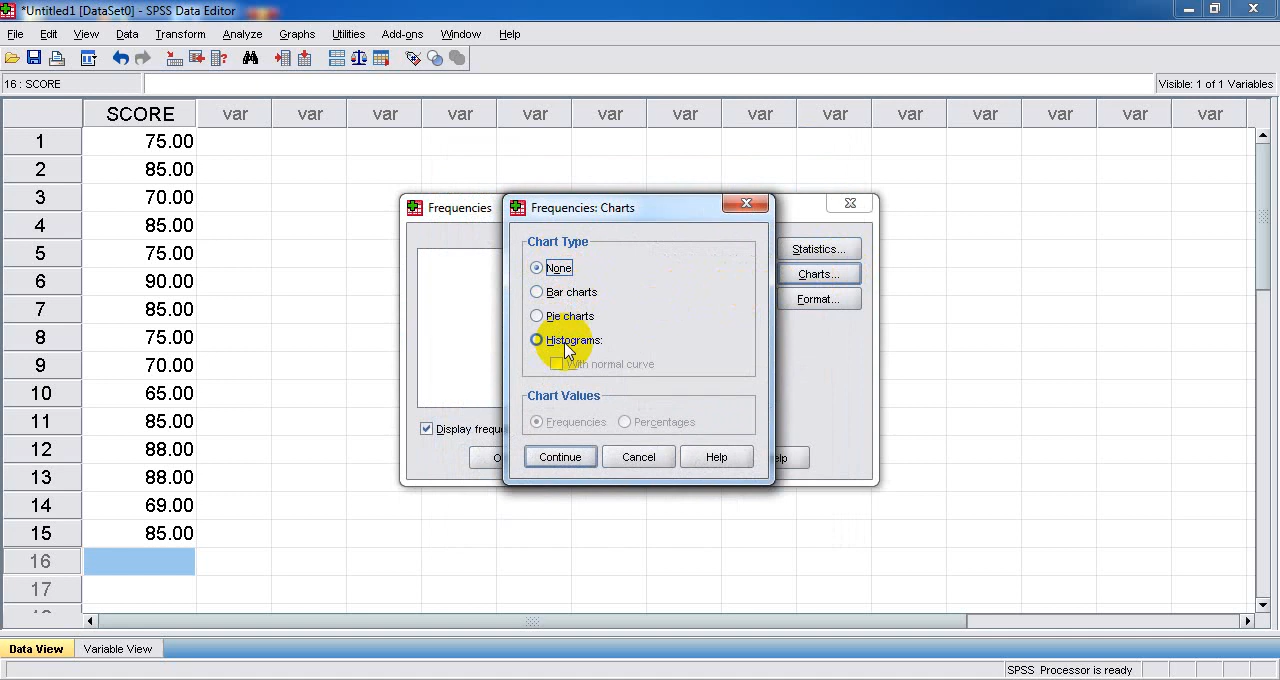 *Untitled1 [DataSet0] - SPSS Data Editor
File Edit View Data Transform Analyze Graphs Utilities Add-ons Window Help
16 : SCORE
Visible: 1 of 1 Variables
SCORE var var var var var var var var var var var var var var
1 75.00
2 85.00
3 70.00
4 85.00
5 75.00
6 90.00
7 85.00
8 75.00
9 70.00
10 65.00
11 85.00
12 88.00
13 88.00
14 69.00
15 85.00
16
17
Frequencies
Statistics...
Charts...
Format...
Display frequ
O
elp
Frequencies: Charts
Chart Type
None
Bar charts
Pie charts
Histograms:
With normal curve
Chart Values
Frequencies Percentages
Continue Cancel Help
Data View Variable View
SPSS Processor is ready